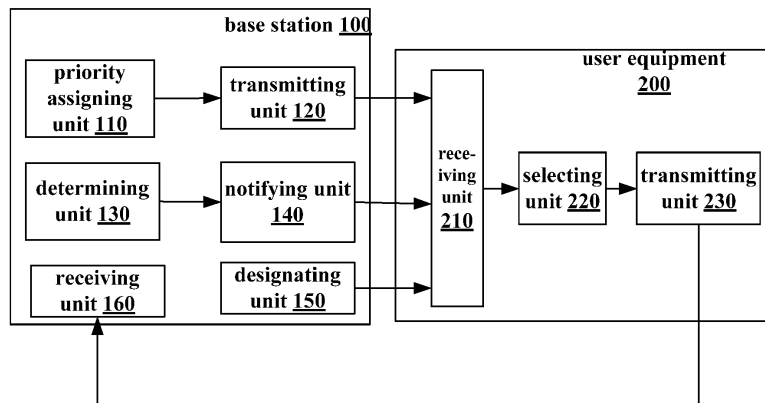 base station 100
priority
assigning
unit 110
transmitting
unit 120
determining
unit 130
notifying unit
140
receiving
unit 160
designating
unit 150
user equipment
200
rece-
iving
unit
210
selecting
unit 220
transmitting
unit 230